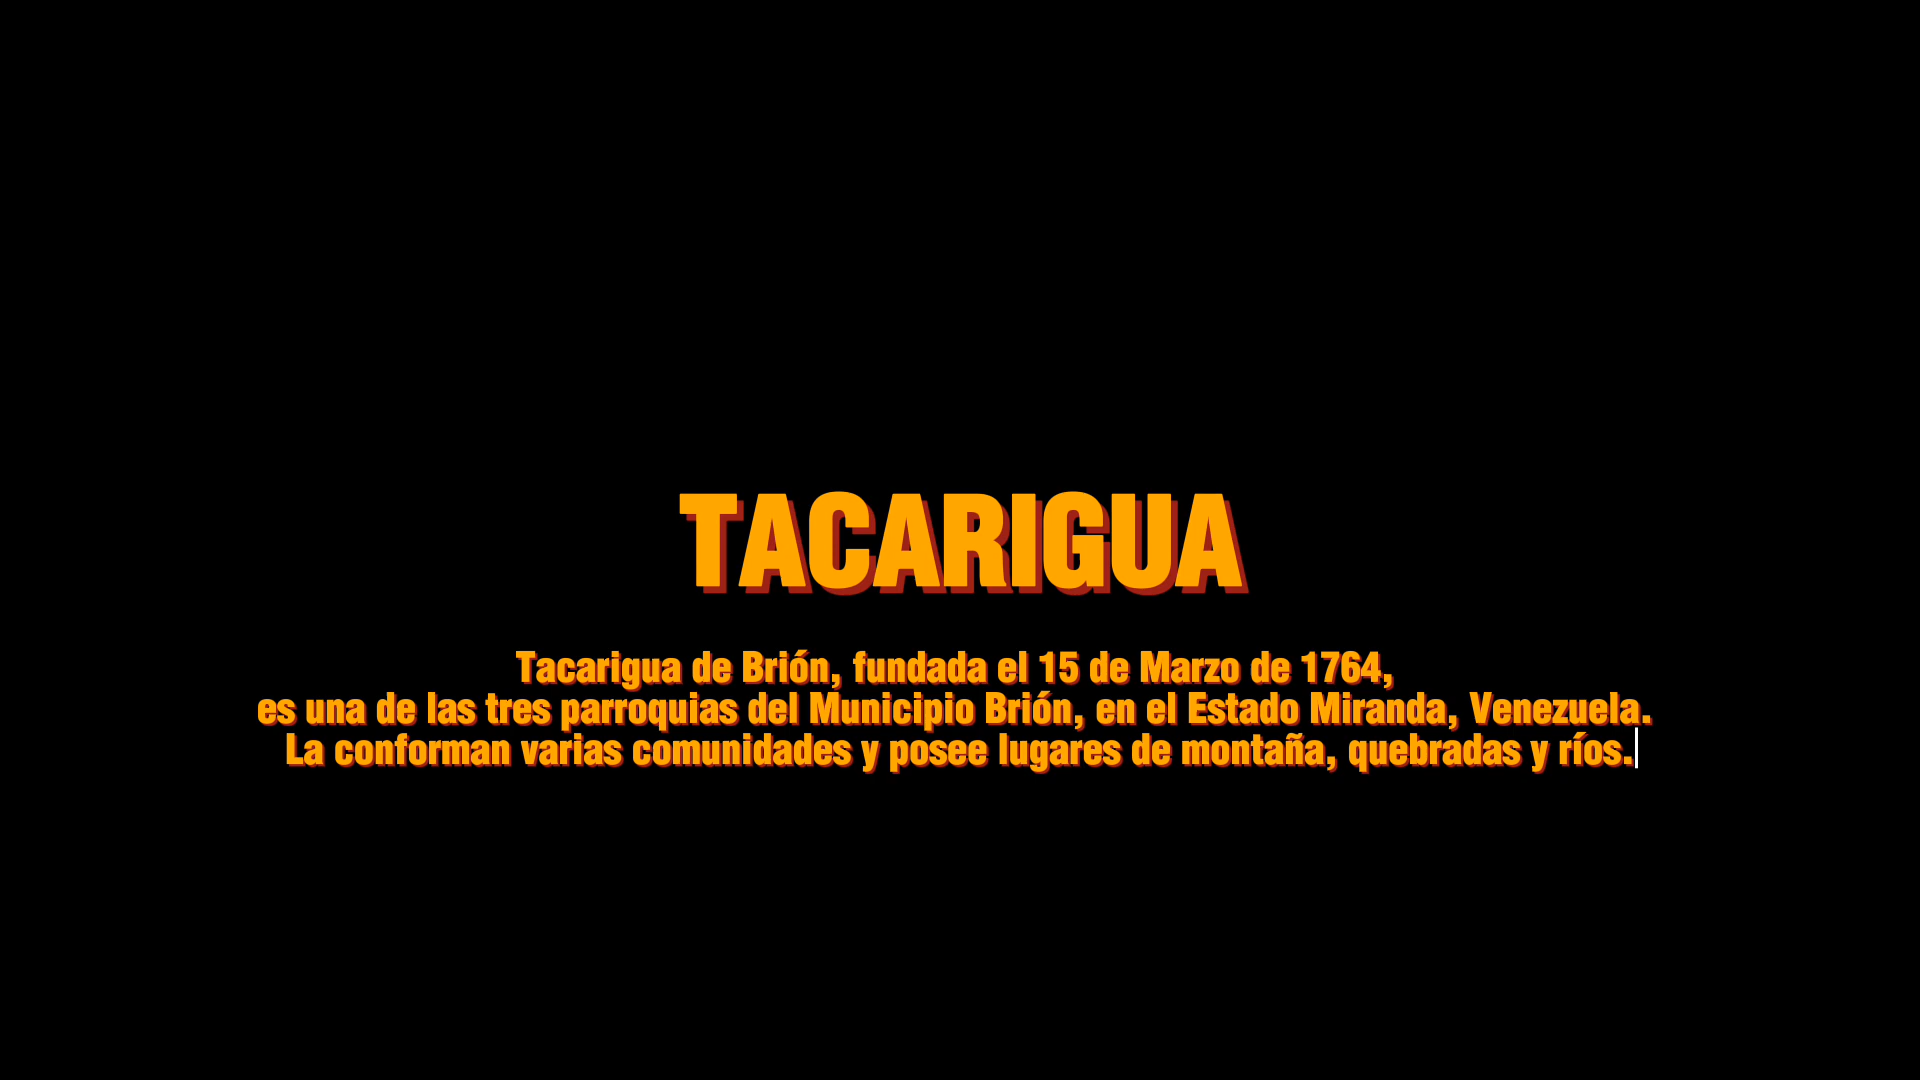 TACARIGUA
Tacarigua de Brión, fundada el 15 de Marzo de 1764,
es una de las tres parroquias del Municipio Brión, en el Estado Miranda, Venezuela.
La conforman varias comunidades y posee lugares de montaña, quebradas y ríos.